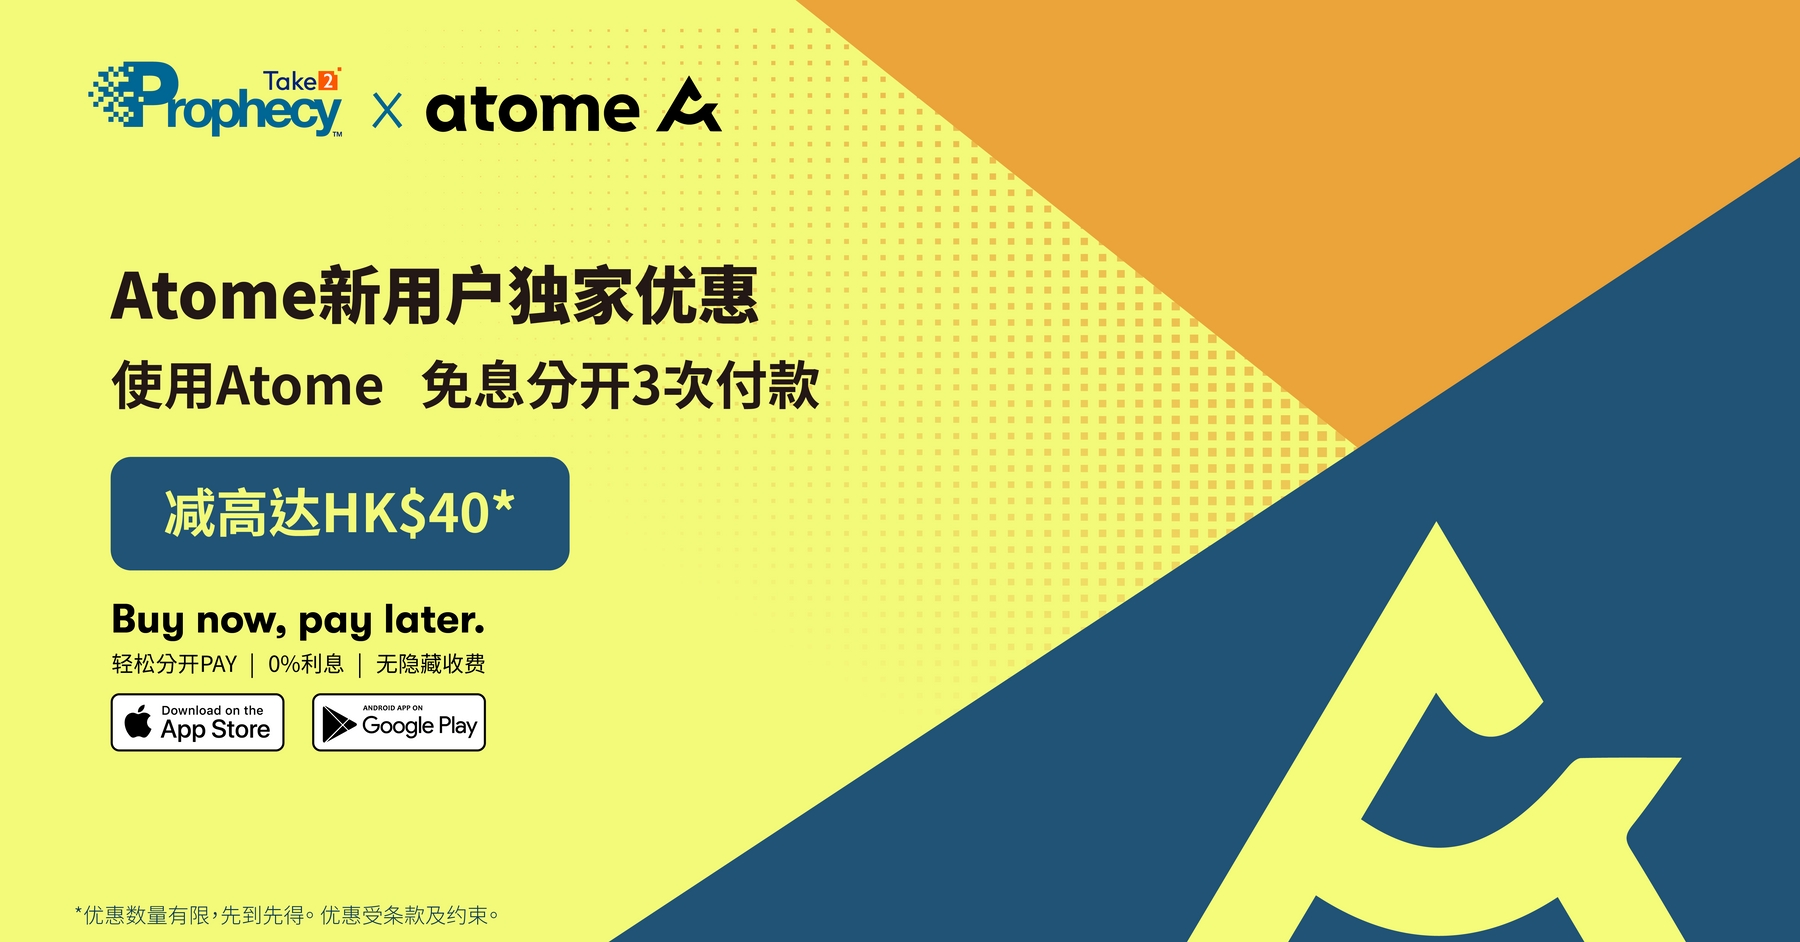 Take2
Prophecy™ X atome
Atome新用户独家优惠
使用Atome 免息分开3次付款
减高达HK$40*
Buy now, pay later.
轻松分开PAY | 0%利息 | 无隐藏收费
Download on the
App Store
ANDROID APP ON
Google Play
*优惠数量有限，先到先得。优惠受条款及约束。